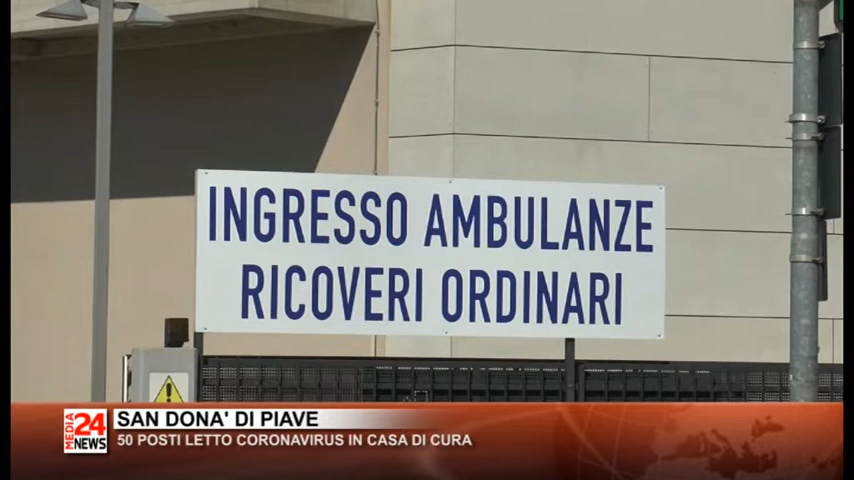 INGRESSO AMBULANZE
RICOVERI ORDINARI
MEDIA 24 NEWS
SAN DONA' DI PIAVE
50 POSTI LETTO CORONAVIRUS IN CASA DI CURA